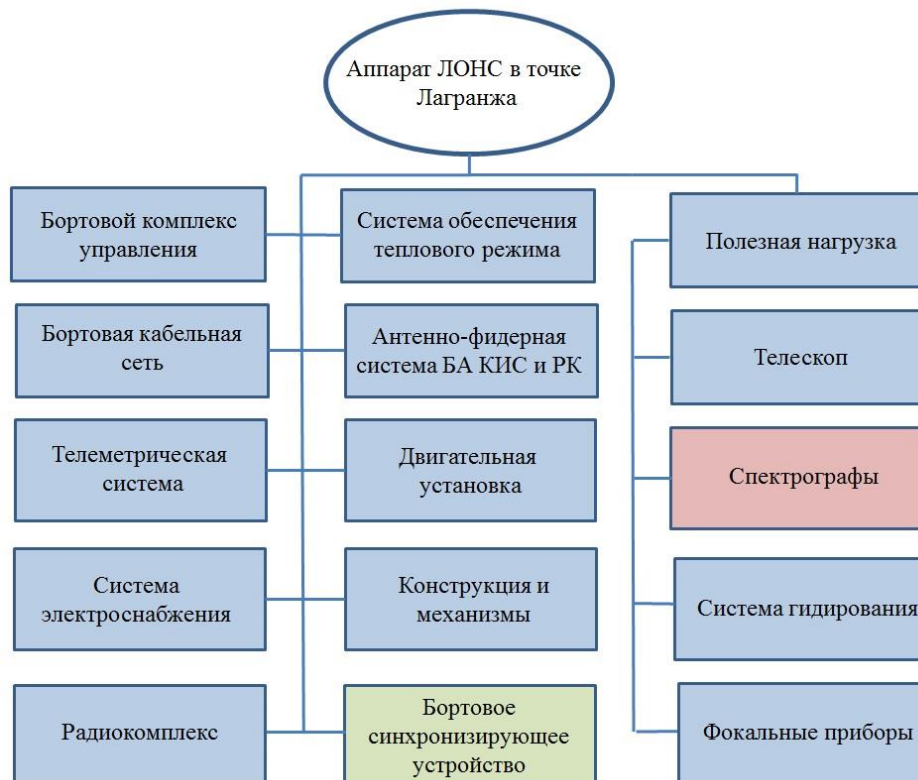 Аппарат ЛОНС в точке
Лагранжа
Бортовой комплекс
управления
Система обеспечения
теплового режима
Полезная нагрузка
Бортовая кабельная
сеть
Антенно-фидерная
система БА КИС и РК
Телескоп
Телеметрическая
система
Двигательная
установка
Спектрографы
Система
электроснабжения
Конструкция и
механизмы
Система гидирования
Радиокомплекс
Бортовое
синхронизирующее
устройство
Фокальные приборы